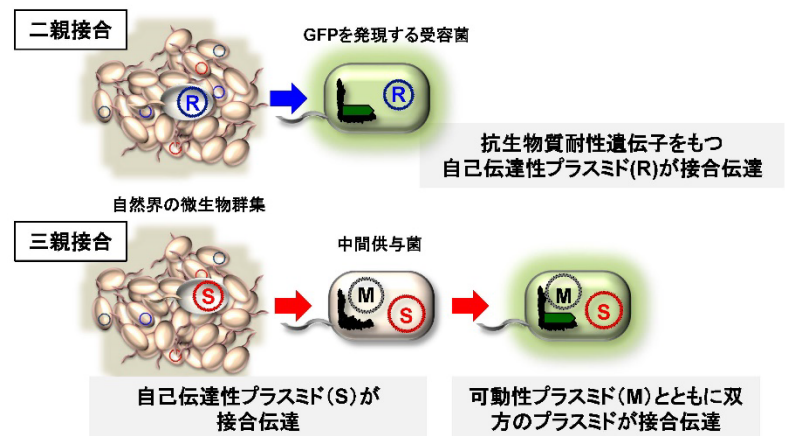 二親接合
GFPを発現する受容菌
R
R
抗生物質耐性遺伝子をもつ
自己伝達性プラスミド(R)が接合伝達
自然界の微生物群集
三親接合
中間供与菌
S
M
S
M
S
自己伝達性プラスミド(S)が
接合伝達
可動性プラスミド(M)とともに双
方のプラスミドが接合伝達